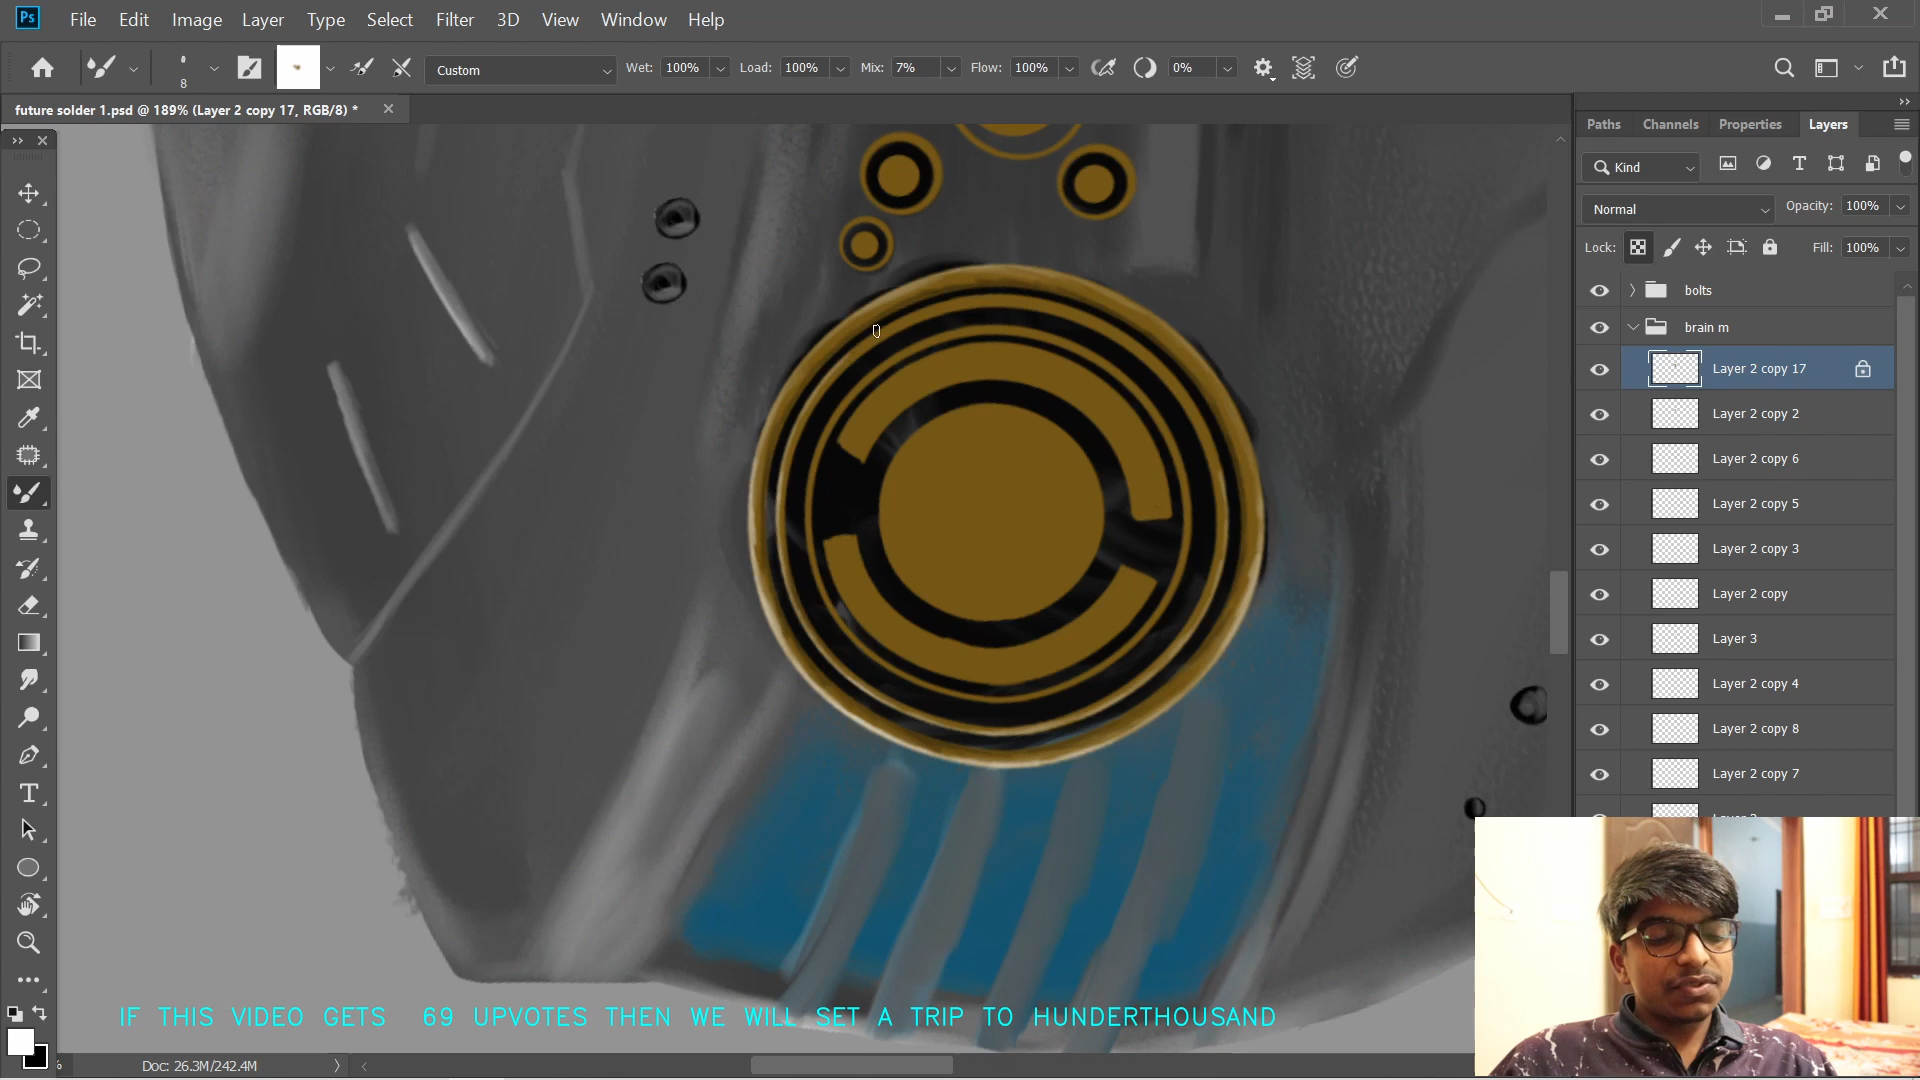 Ps File Edit Image Layer Type Select Filter 3D View Window Help
8 Custom Wet: 100% Load: 100% Mix: 7% Flow: 100% 0%
future solder 1.psd @ 189% (Layer 2 copy 17, RGB/8) *
Paths Channels Properties Layers
Kind
Normal Opacity: 100%
Lock: Fill: 100%
bolts
brain m
Layer 2 copy 17
Layer 2 copy 2
Layer 2 copy 6
Layer 2 copy 5
Layer 2 copy 3
Layer 2 copy
Layer 3
Layer 2 copy 4
Layer 2 copy 8
Layer 2 copy 7
IF THIS VIDEO GETS 69 UPVOTES THEN WE WILL SET A TRIP TO HUNDERTHOUSAND
% Doc: 26.3M/242.4M